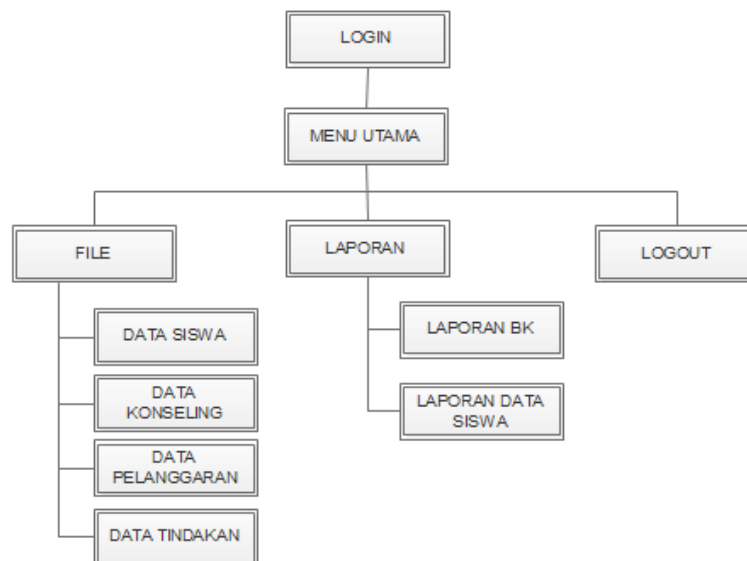 LOGIN
MENU UTAMA
FILE
LAPORAN
LOGOUT
DATA SISWA
DATA
KONSELING
DATA
PELANGGARAN
DATA TINDAKAN
LAPORAN BK
LAPORAN DATA
SISWA